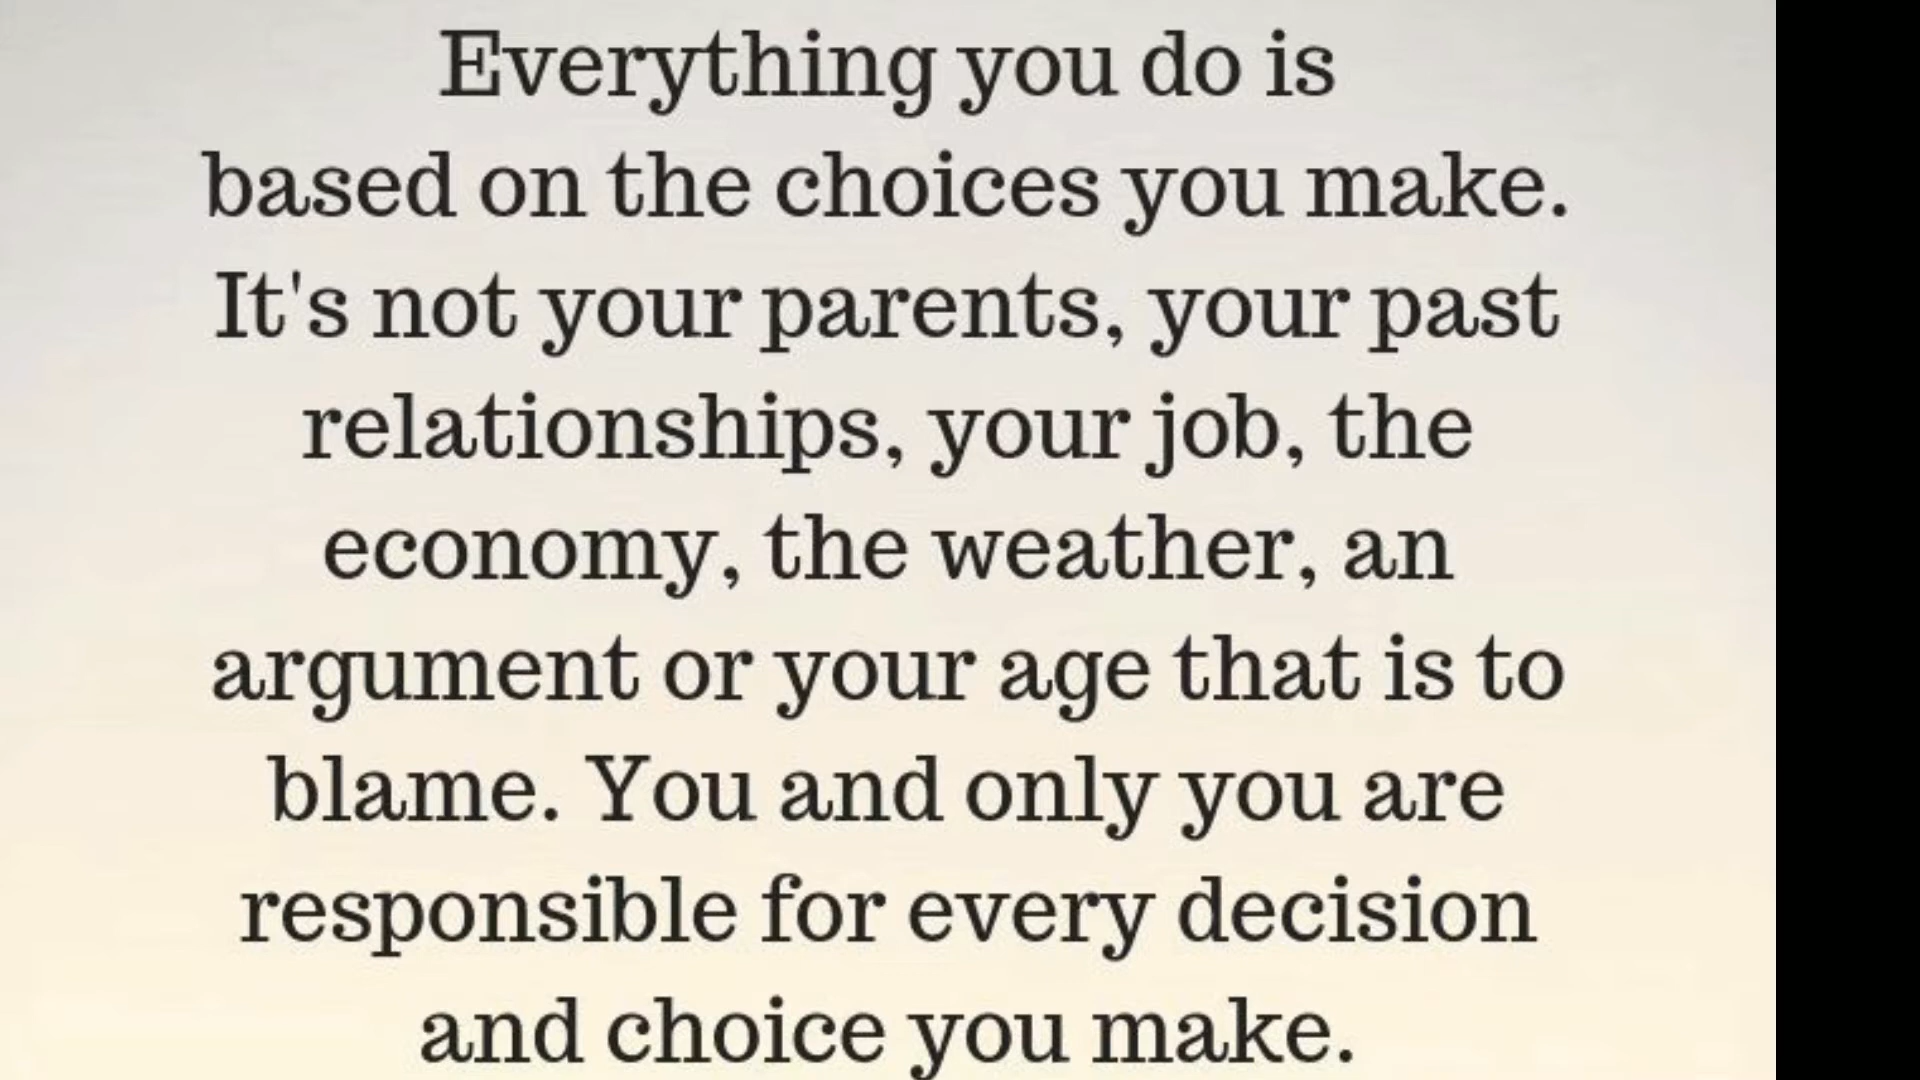 Everything you do is
based on the choices you make.
It's not your parents, your past
relationships, your job, the
economy, the weather, an
argument or your age that is to
blame. You and only you are
responsible for every decision
and choice you make.